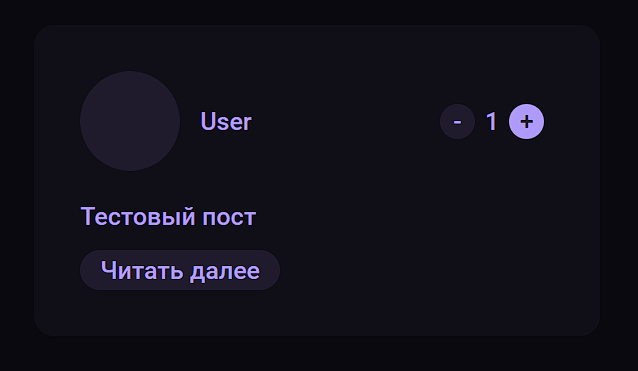 User - 1 +
Тестовый пост
Читать далее